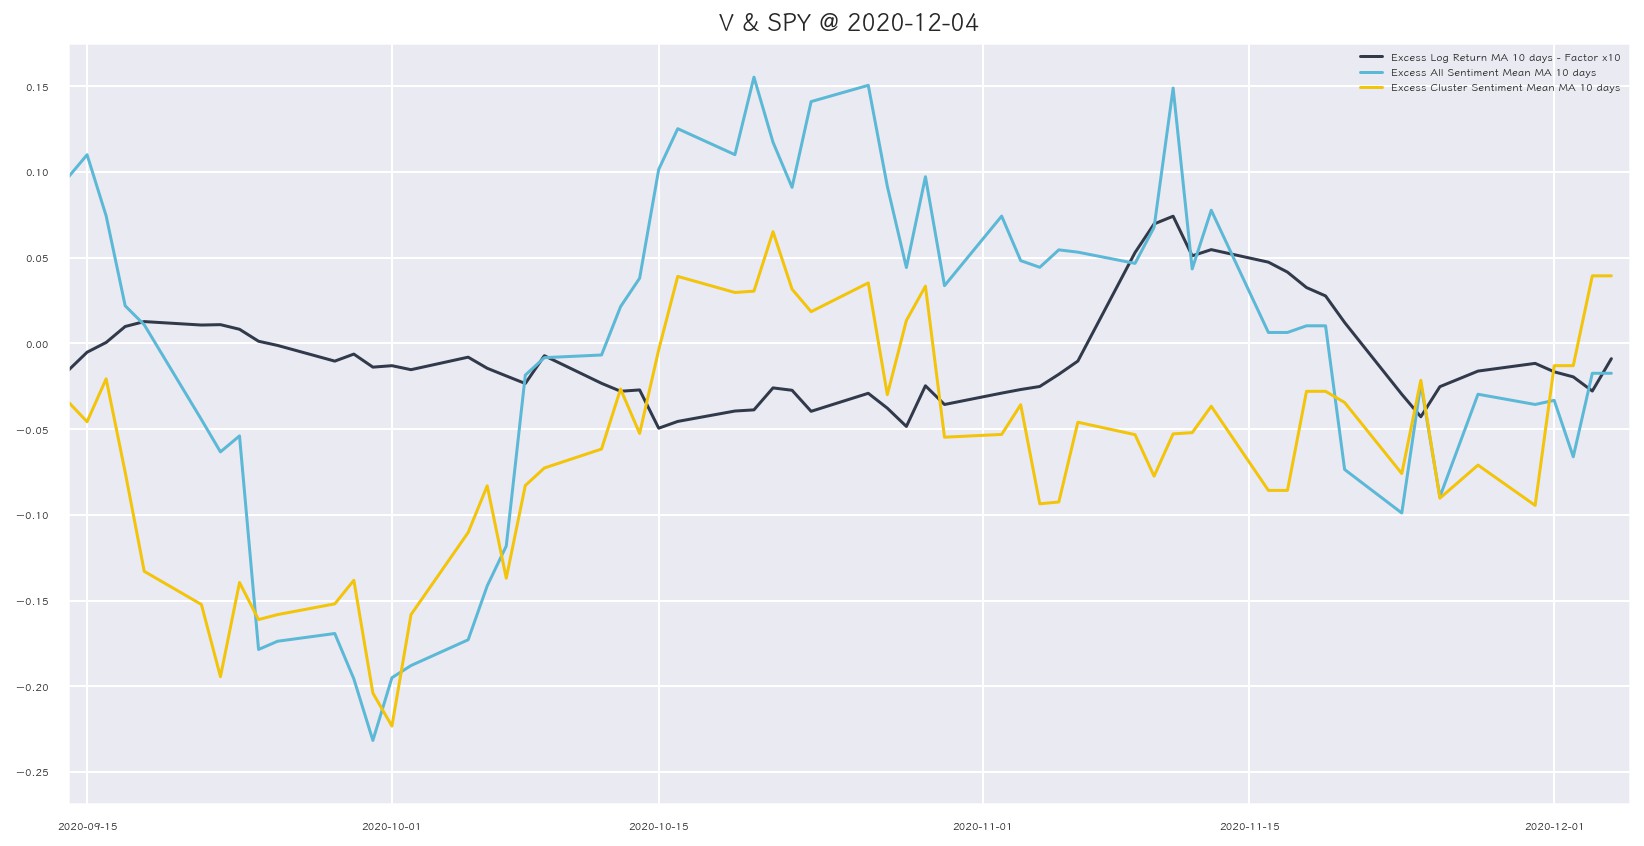 V & SPY @ 2020-12-04
Excess Log Return MA 10 days - Factor x10
Excess All Sentiment Mean MA 10 days
Excess Cluster Sentiment Mean MA 10 days
0.15
0.10
0.05
0.00
−0.05
−0.10
−0.15
−0.20
−0.25
2020-09-15 2020-10-01 2020-10-15 2020-11-01 2020-11-15 2020-12-01